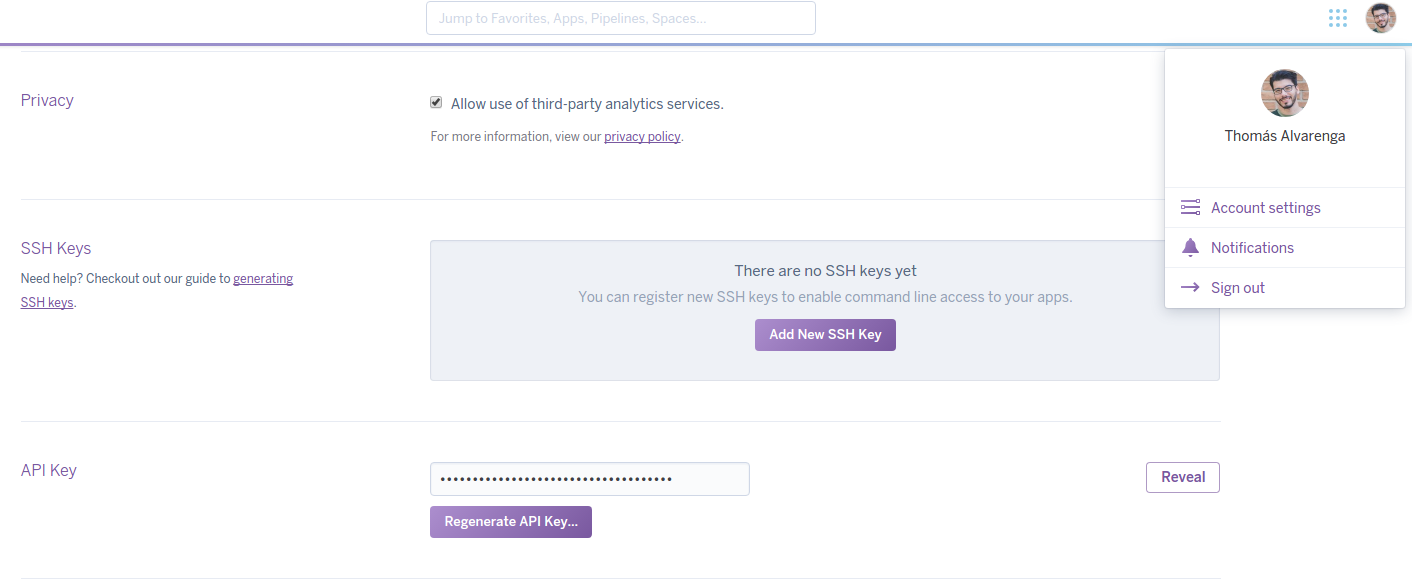 Jump to Favorites, Apps, Pipelines, Spaces...
Thomás Alvarenga
Account settings
Notifications
Sign out
Privacy
Allow use of third-party analytics services.
For more information, view our privacy policy.
SSH Keys
Need help? Checkout out our guide to generating
SSH keys.
There are no SSH keys yet
You can register new SSH keys to enable command line access to your apps.
Add New SSH Key
API Key
••••••••••••••••••••••••••••••••••••
Reveal
Regenerate API Key...